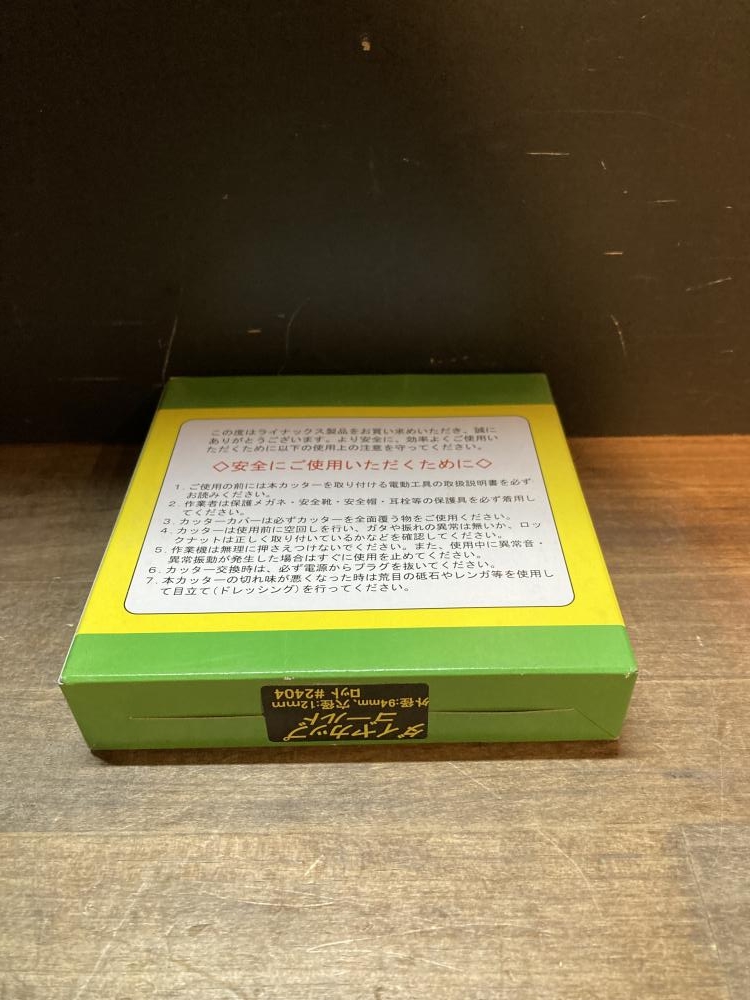 この度はライナックス製品をお買い求めいただき、誠に
ありがとうございます。より安全に、効率よくご使用い
ただくために以下の使用上の注意を守ってください。
◇安全にご使用いただくために◇
1. ご使用の前には本カッターを取り付ける電動工具の取扱説明書を必ず
お読みください。
2. 作業者は保護メガネ・安全靴・安全帽・耳栓等の保護具を必ず着用し
てください。
3. カッターカバーは必ずカッターを全面覆う物をご使用ください。
4. カッターは使用前に空回しを行い、ガタや振れの異常は無いか、ロッ
クナットは正しく取り付いているかなどを確認してください。
5. 作業機は無理に押さえつけないでください。また、使用中に異常音・
異常振動が発生した場合はすぐに使用を止めてください。
6. カッター交換時は、必ず電源からプラグを抜いてください。
7. 本カッターの切れ味が悪くなった時は荒目の砥石やレンガ等を使用し
て目立て(ドレッシング)を行ってください。
ダイヤカップ
ゴールド
外径:94mm,穴径:12mm
ロット #2404